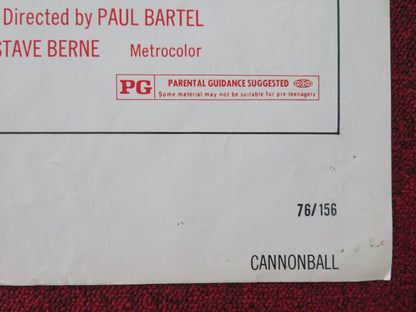 Directed by PAUL BARTEL
STAVE BERNE Metrocolor
PG PARENTAL GUIDANCE SUGGESTED
Some material may not be suitable for pre teenagers
76/156
CANNONBALL